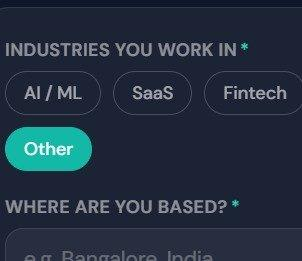 INDUSTRIES YOU WORK IN *
AI / ML SaaS Fintech
Other
WHERE ARE YOU BASED? *
e.g. Bangalore, India